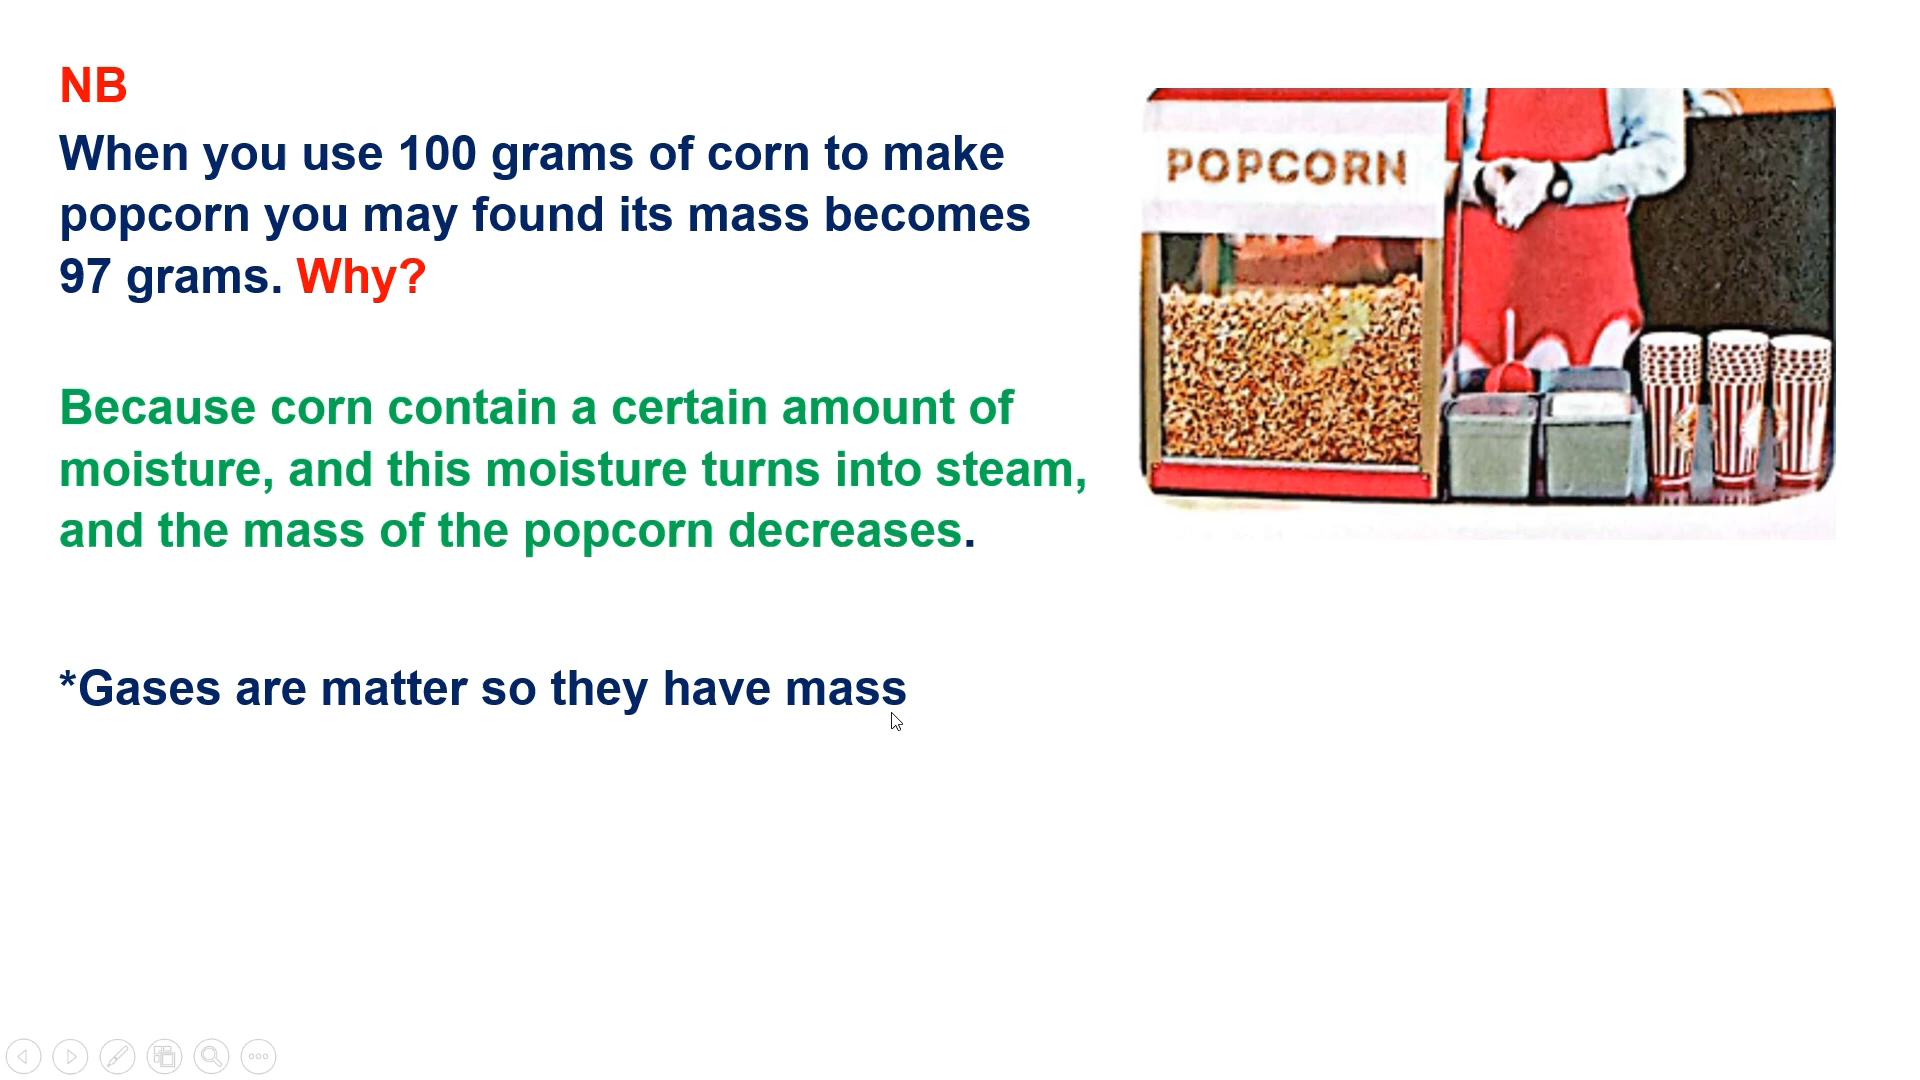 NB
When you use 100 grams of corn to make
popcorn you may found its mass becomes
97 grams. Why?
Because corn contain a certain amount of
moisture, and this moisture turns into steam,
and the mass of the popcorn decreases.
*Gases are matter so they have mass
POPCORN